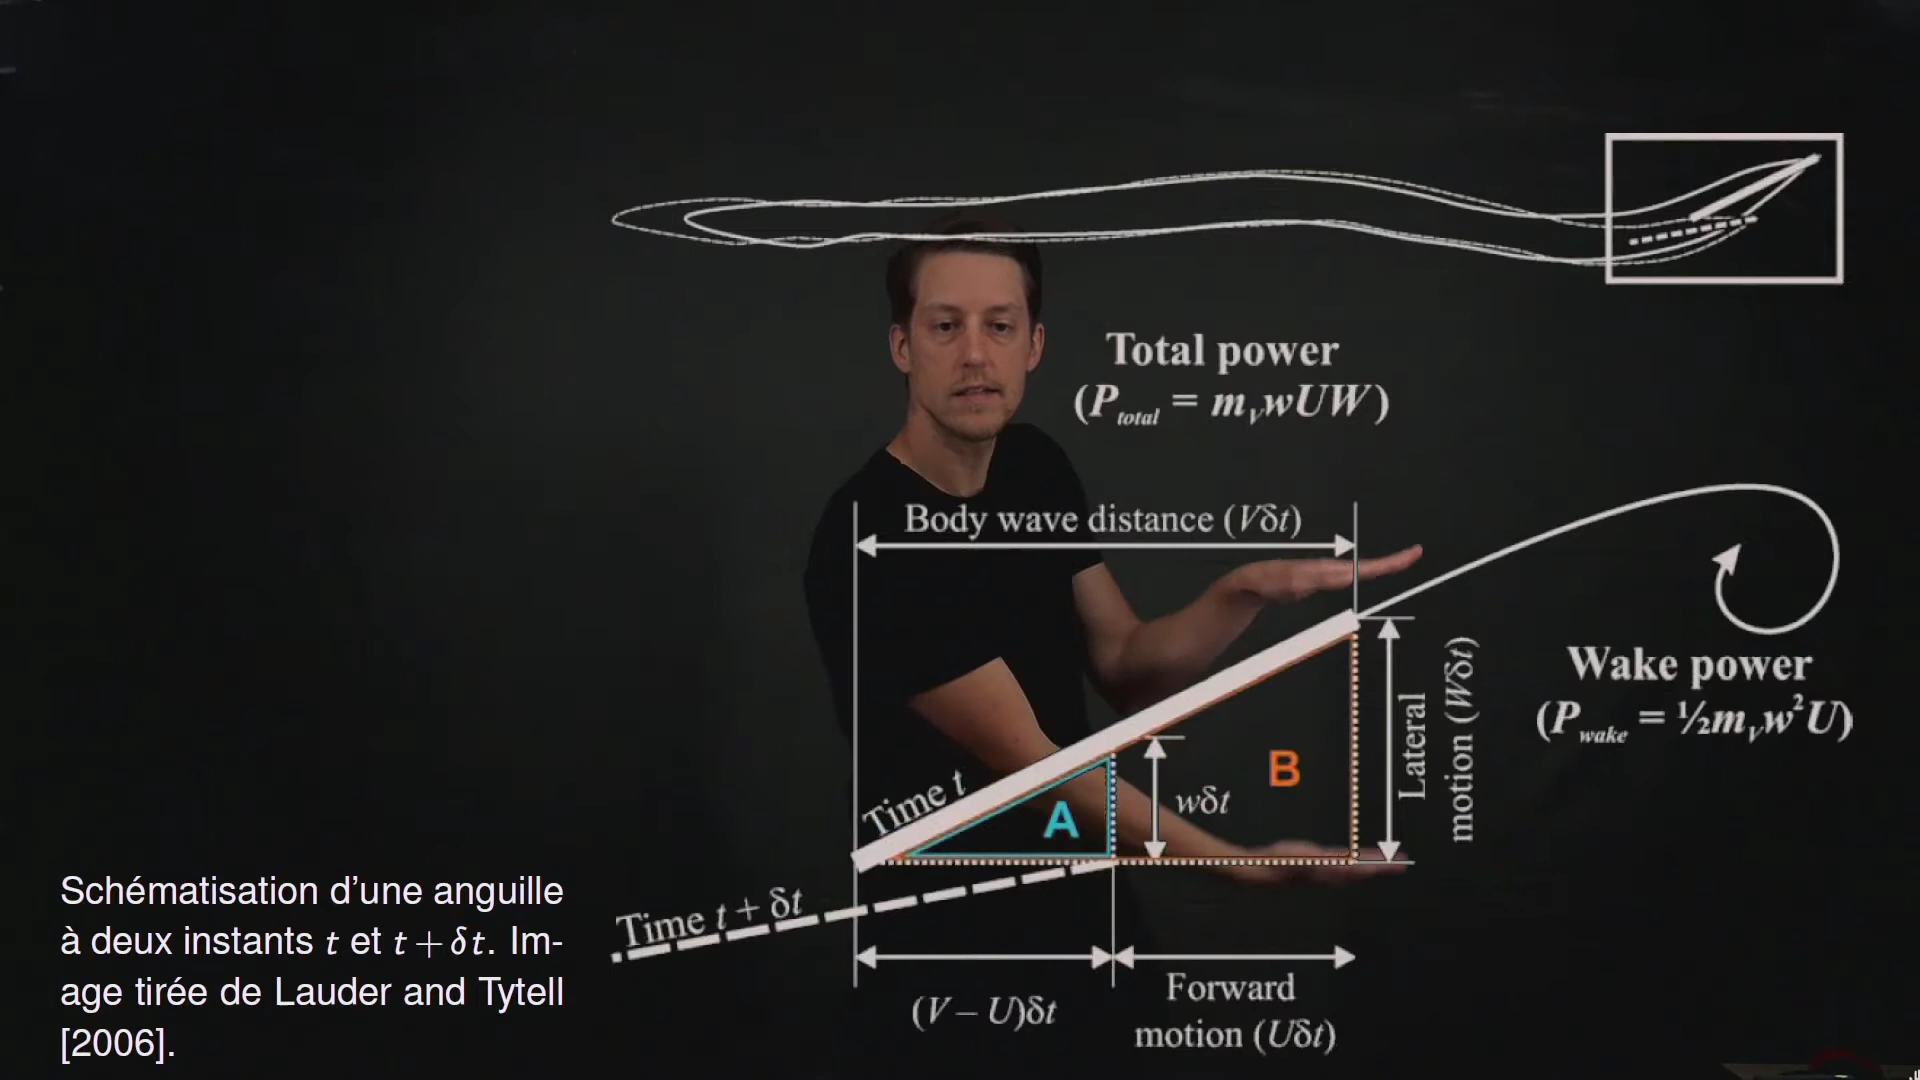 Total power
(P_total = m_V wUW)
Body wave distance (Vδt)
Wake power
(P_wake = ½m_V w²U)
Lateral
motion (Wδt)
Time t
A
wδt
B
Time t + δt
(V – U)δt
Forward
motion (Uδt)
Schématisation d’une anguille
à deux instants t et t + δt. Im-
age tirée de Lauder and Tytell
[2006].